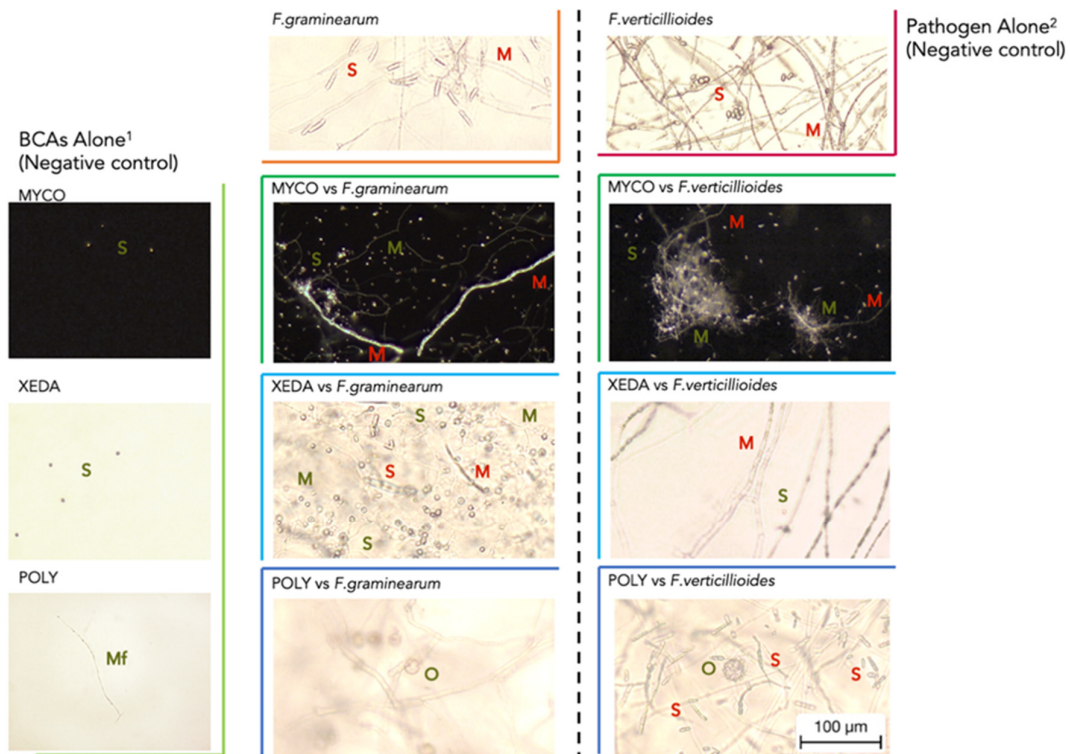 F.graminearum
F.verticillioides
Pathogen Alone²
(Negative control)
S
M
S
M
BCAs Alone¹
(Negative control)
MYCO
S
MYCO vs F.graminearum
S
M
M
M
MYCO vs F.verticillioides
S
M
M
M
M
XEDA
S
XEDA vs F.graminearum
S
M
S
M
M
S
XEDA vs F.verticillioides
M
S
POLY
Mf
POLY vs F.graminearum
O
POLY vs F.verticillioides
O
S
S
S
100 µm